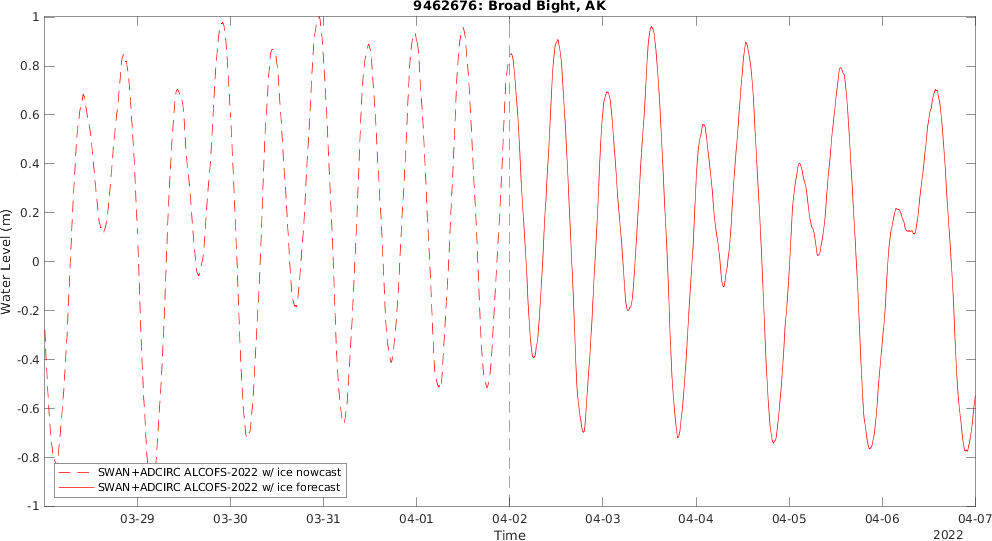 9462676: Broad Bight, AK
1
0.8
0.6
0.4
0.2
0
-0.2
-0.4
-0.6
-0.8
-1
Water Level (m)
SWAN+ADCIRC ALCOFS-2022 w/ ice nowcast
SWAN+ADCIRC ALCOFS-2022 w/ ice forecast
03-29 03-30 03-31 04-01 04-02 04-03 04-04 04-05 04-06 04-07
Time
2022